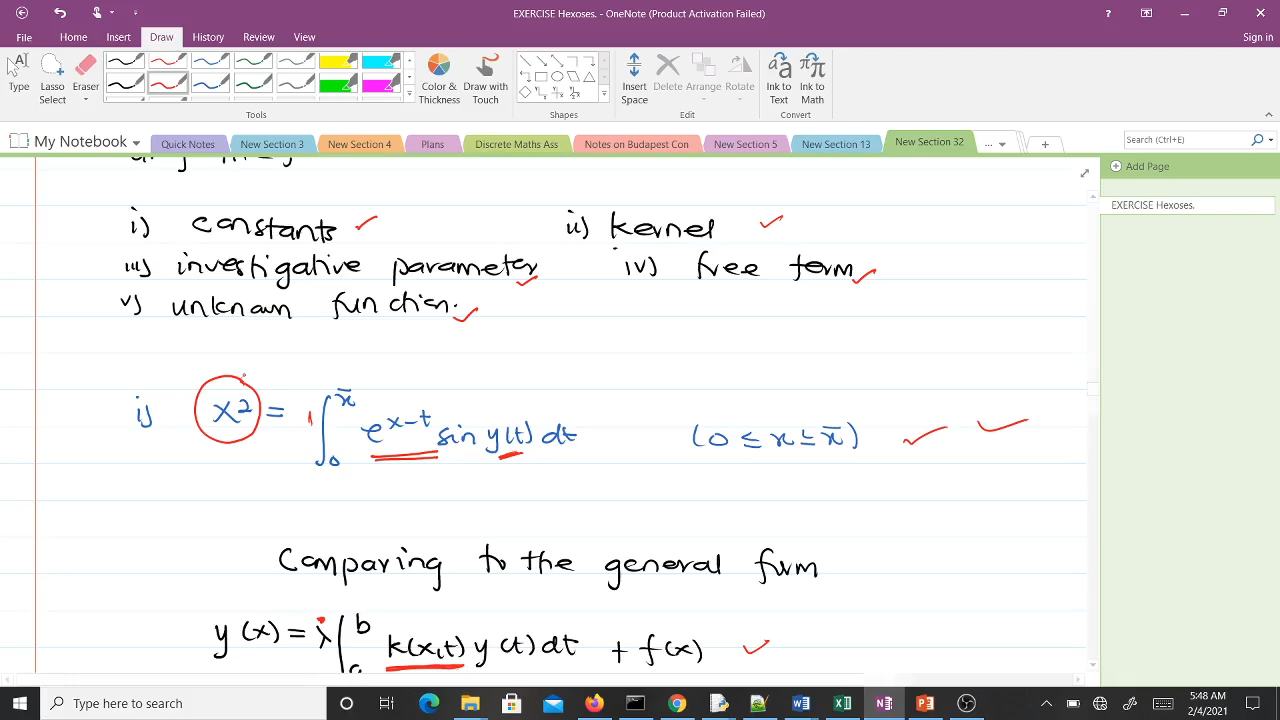 EXERCISE Hexoses. - OneNote (Product Activation Failed)
File Home Insert Draw History Review View Sign in
Type Lasso Select Eraser Color & Thickness Draw with Touch Insert Space Delete Arrange Rotate Ink to Text Ink to Math
Tools Shapes Edit Convert
My Notebook Quick Notes New Section 3 New Section 4 Plans Discrete Maths Ass Notes on Budapest Con New Section 5 New Section 13 New Section 32 ... Search (Ctrl+E)
Add Page
EXERCISE Hexoses.
i) constants ii) kernel
iii) investigative parameter iv) free term
v) unknown function.
i) x² = 1 ∫₀^x̄ e^(x-t) sin y(t) dt (0 ≤ x ≤ x̄)
Comparing to the general form
y(x) = λ ∫ₐᵇ k(x,t) y(t) dt + f(x)
Type here to search
5:48 AM
2/4/2021